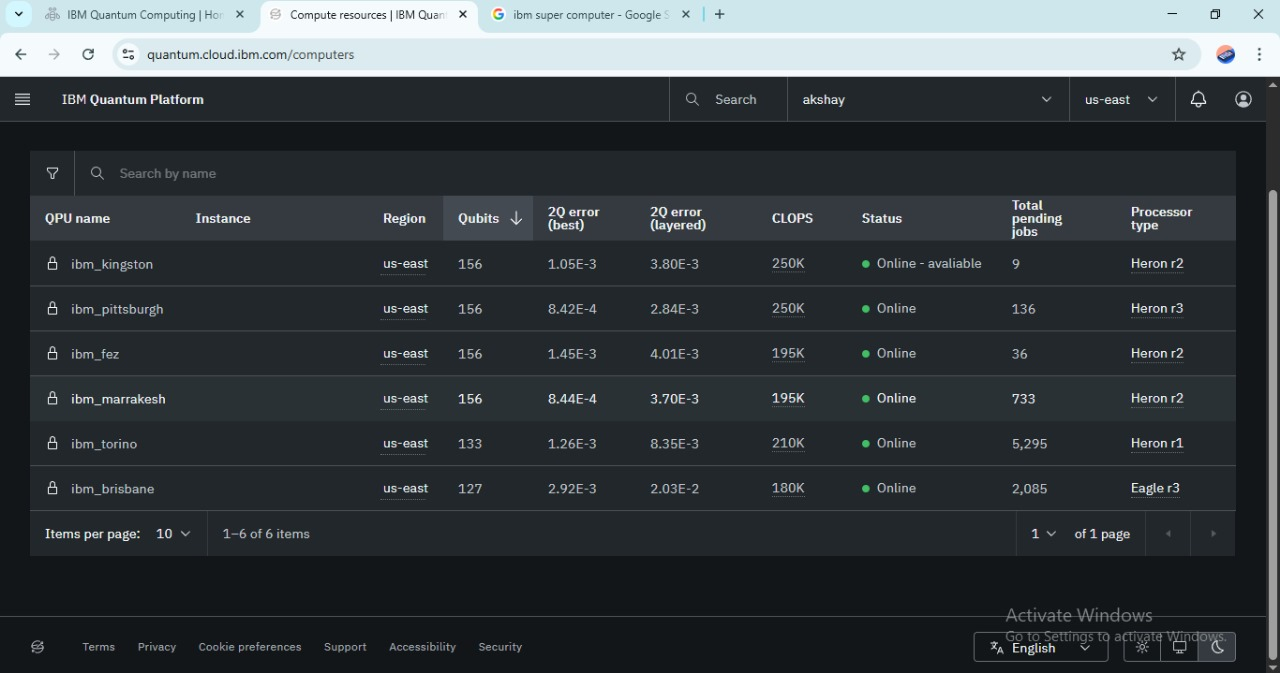 IBM Quantum Computing | Hor
Compute resources | IBM Quan
ibm super computer - Google S
quantum.cloud.ibm.com/computers
IBM Quantum Platform
Search
akshay
us-east
Search by name
QPU name Instance Region Qubits 2Q error (best) 2Q error (layered) CLOPS Status Total pending jobs Processor type
ibm_kingston us-east 156 1.05E-3 3.80E-3 250K Online - avaliable 9 Heron r2
ibm_pittsburgh us-east 156 8.42E-4 2.84E-3 250K Online 136 Heron r3
ibm_fez us-east 156 1.45E-3 4.01E-3 195K Online 36 Heron r2
ibm_marrakesh us-east 156 8.44E-4 3.70E-3 195K Online 733 Heron r2
ibm_torino us-east 133 1.26E-3 8.35E-3 210K Online 5,295 Heron r1
ibm_brisbane us-east 127 2.92E-3 2.03E-2 180K Online 2,085 Eagle r3
Items per page: 10 1–6 of 6 items 1 of 1 page
Activate Windows
Go to Settings to activate Windows.
Terms Privacy Cookie preferences Support Accessibility Security English